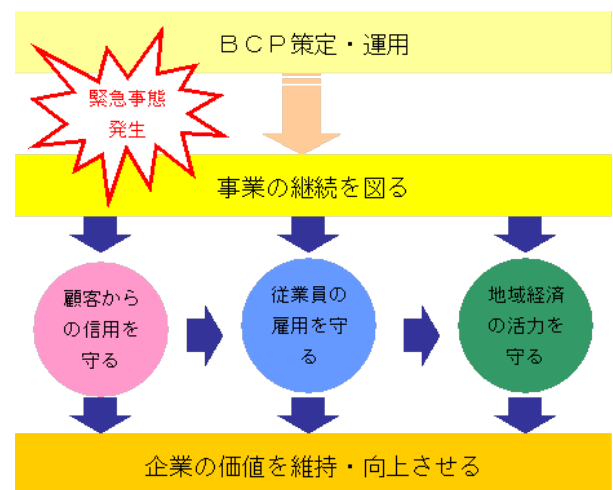 ＢＣＰ策定・運用
緊急事態
発生
事業の継続を図る
顧客から
の信用を
守る
従業員の
雇用を守
る
地域経済
の活力を
守る
企業の価値を維持・向上させる